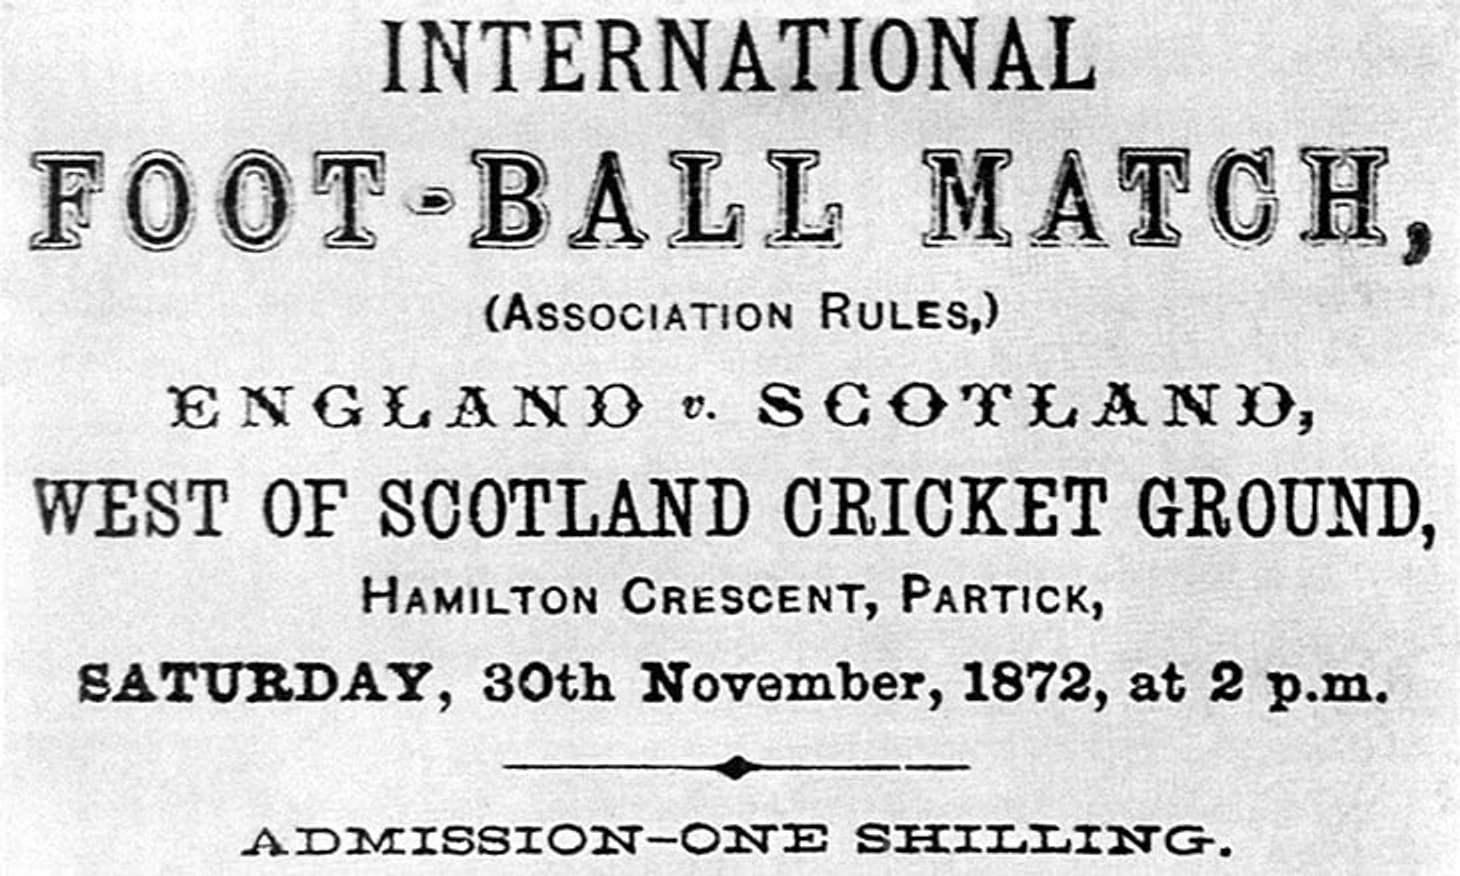 INTERNATIONAL
FOOT-BALL MATCH,
(ASSOCIATION RULES,)
ENGLAND v. SCOTLAND,
WEST OF SCOTLAND CRICKET GROUND,
HAMILTON CRESCENT, PARTICK,
SATURDAY, 30th November, 1872, at 2 p.m.
ADMISSION-ONE SHILLING.